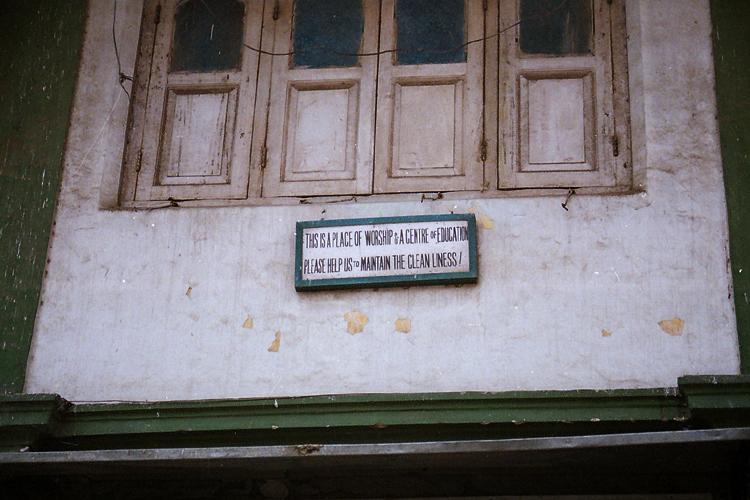 THIS IS A PLACE OF WORSHIP & A CENTRE OF EDUCATION
PLEASE HELP US TO MAINTAIN THE CLEAN LINESS!